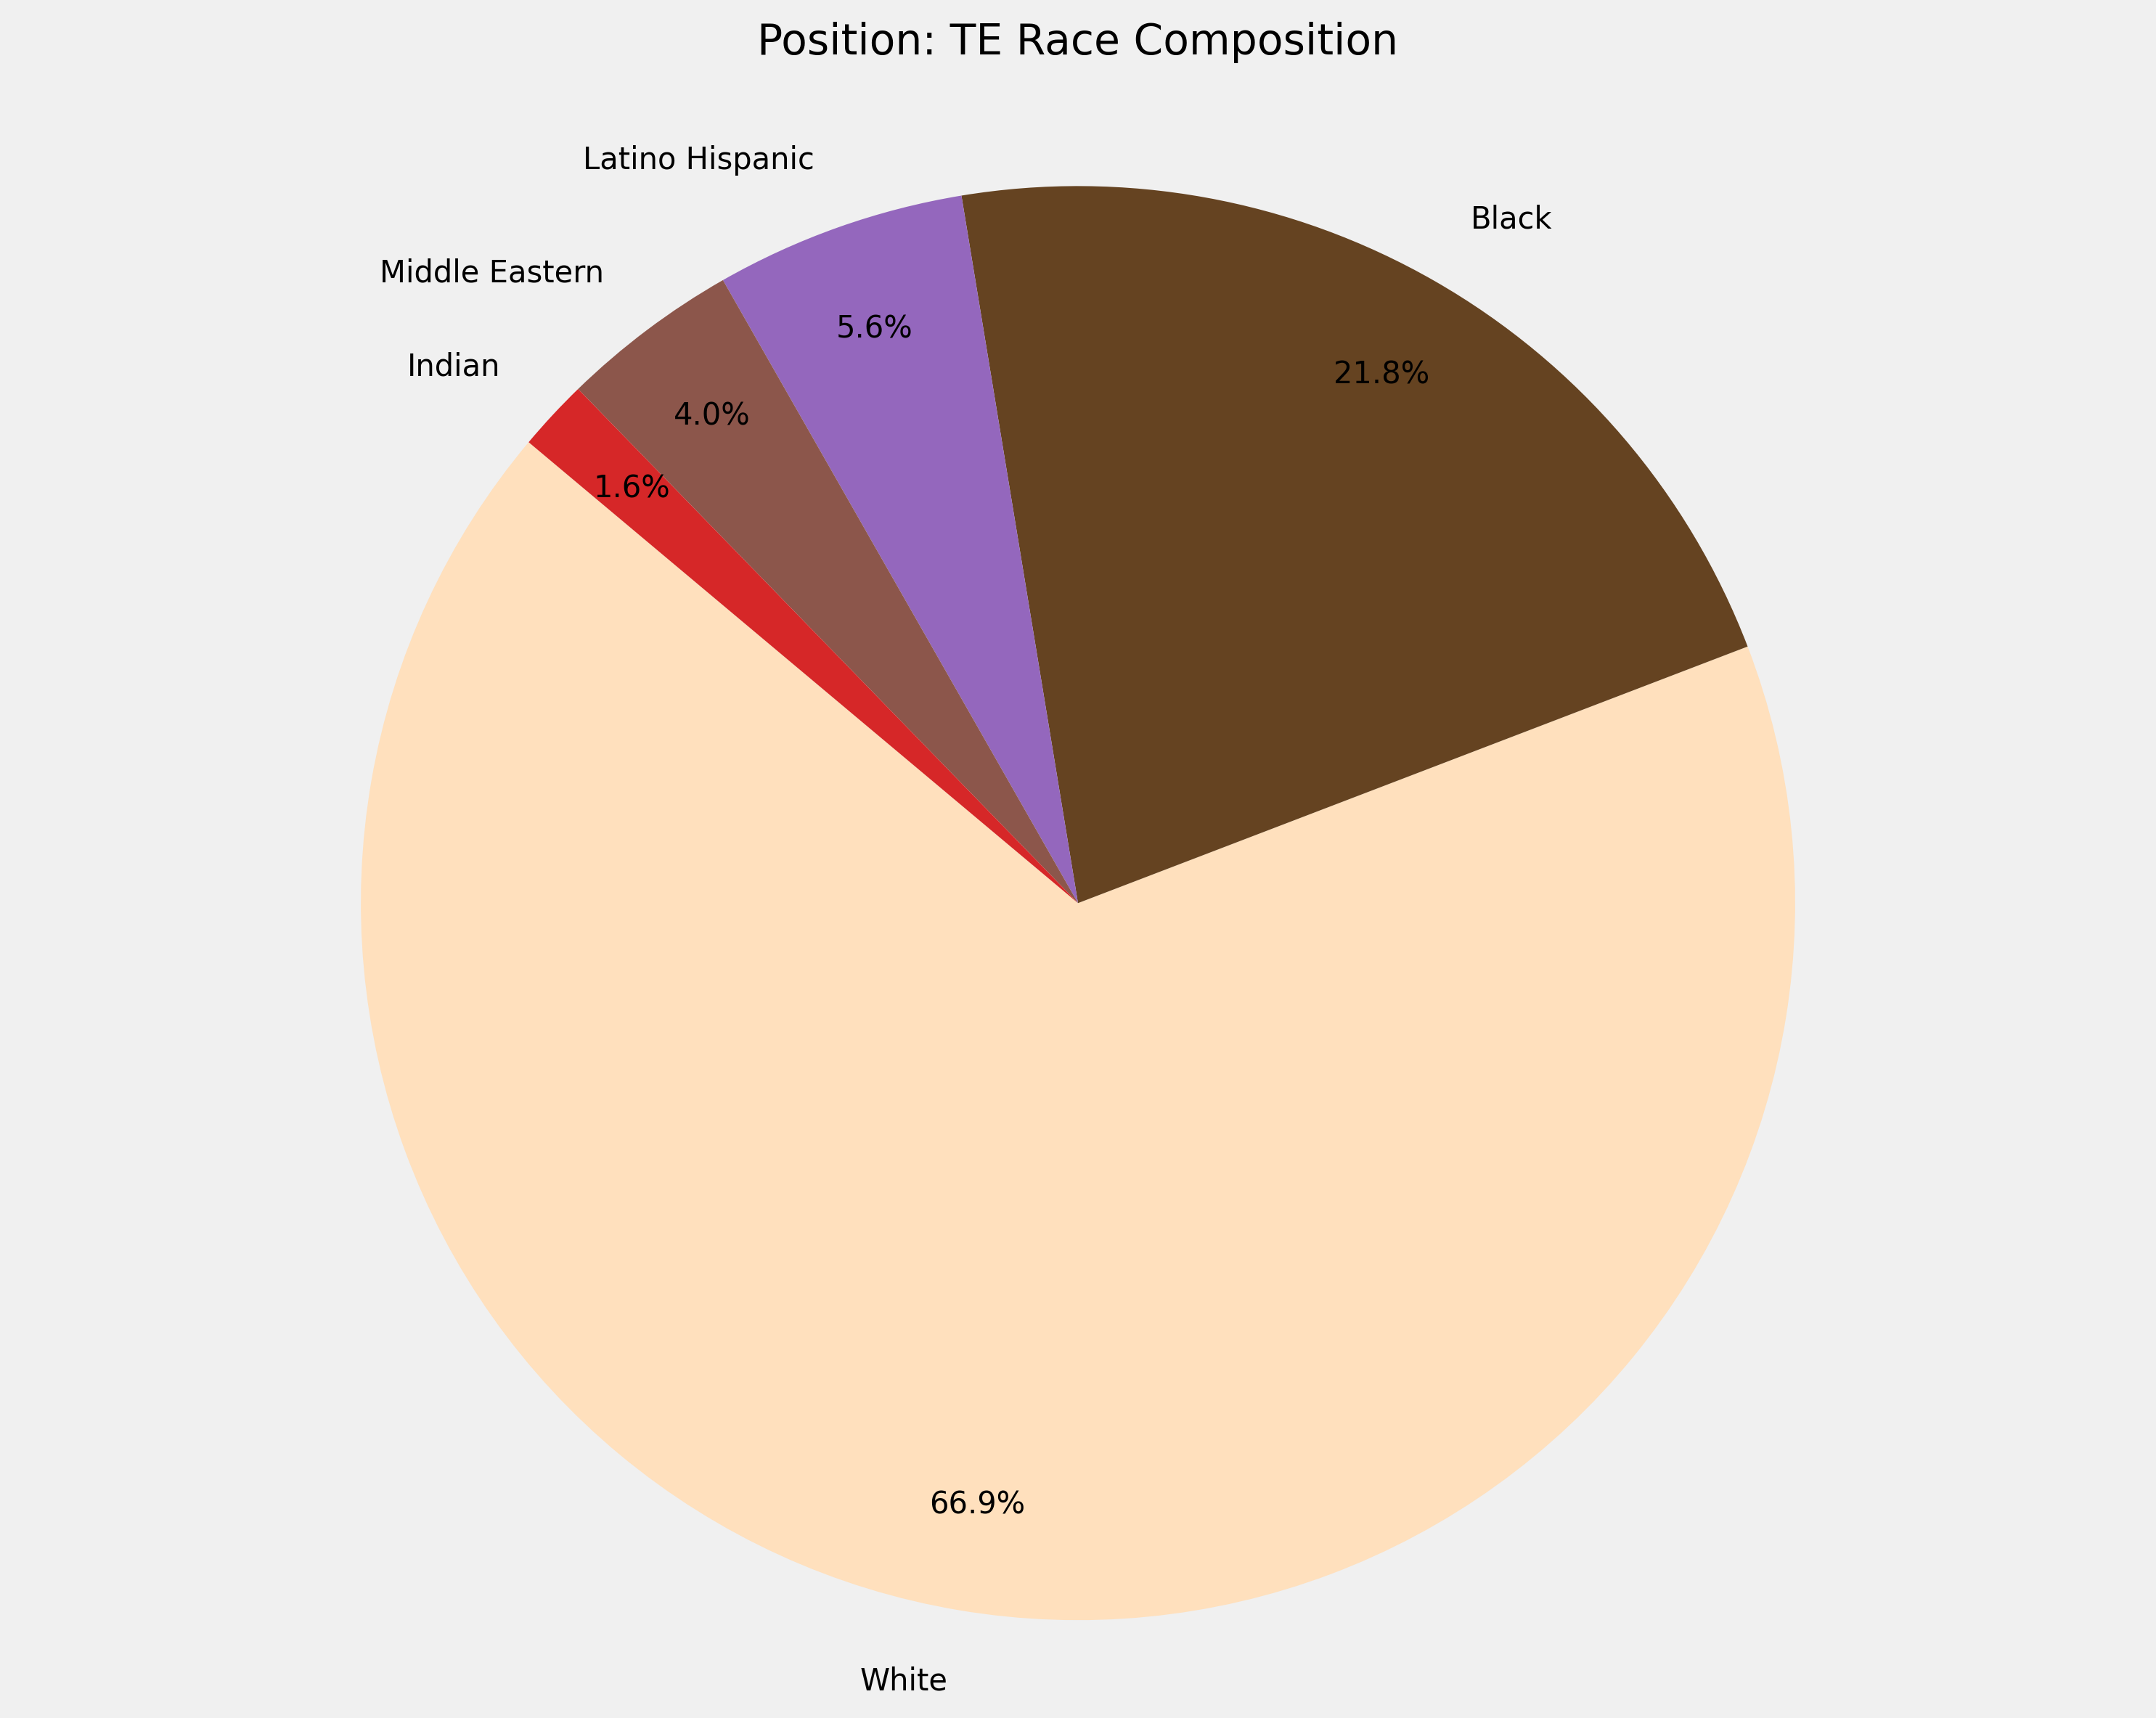 Position: TE Race Composition
Latino Hispanic
Black
Middle Eastern
5.6%
Indian
21.8%
4.0%
1.6%
66.9%
White